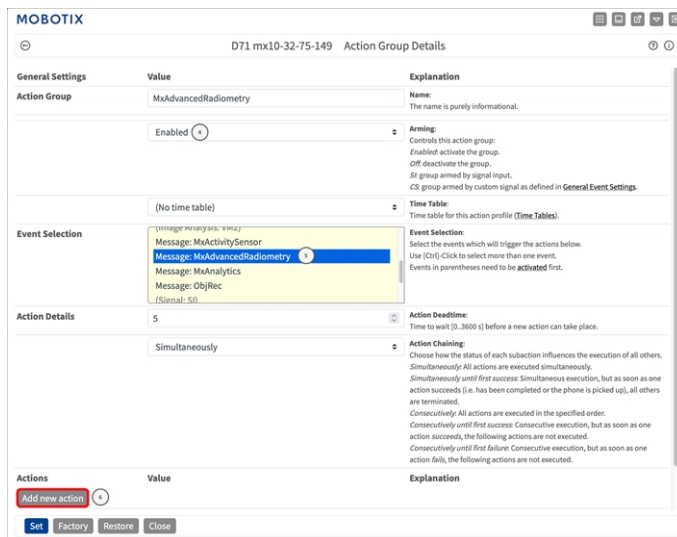 MOBOTIX
D71 mx10-32-75-149 Action Group Details
General Settings Value Explanation
Action Group MxAdvancedRadiometry Name:
The name is purely informational.
Enabled 4 Arming:
Controls this action group:
Enabled: activate the group.
Off: deactivate the group.
SI: group armed by signal input.
CS: group armed by custom signal as defined in General Event Settings.
(No time table) Time Table:
Time table for this action profile (Time Tables).
Event Selection (Image Analysis: VM2) Event Selection:
Message: MxActivitySensor Select the events which will trigger the actions below.
Message: MxAdvancedRadiometry 5 Use [Ctrl]-Click to select more than one event.
Message: MxAnalytics Events in parentheses need to be activated first.
Message: ObjRec
(Signal: SI)
Action Details 5 Action Deadtime:
Time to wait [0..3600 s] before a new action can take place.
Simultaneously Action Chaining:
Choose how the status of each subaction influences the execution of all others.
Simultaneously: All actions are executed simultaneously.
Simultaneously until first success: Simultaneous execution, but as soon as one
action succeeds (i.e. has been completed or the phone is picked up), all others
are terminated.
Consecutively: All actions are executed in the specified order.
Consecutively until first success: Consecutive execution, but as soon as one
action succeeds, the following actions are not executed.
Consecutively until first failure: Consecutive execution, but as soon as one
action fails, the following actions are not executed.
Actions Value Explanation
Add new action 6
Set Factory Restore Close